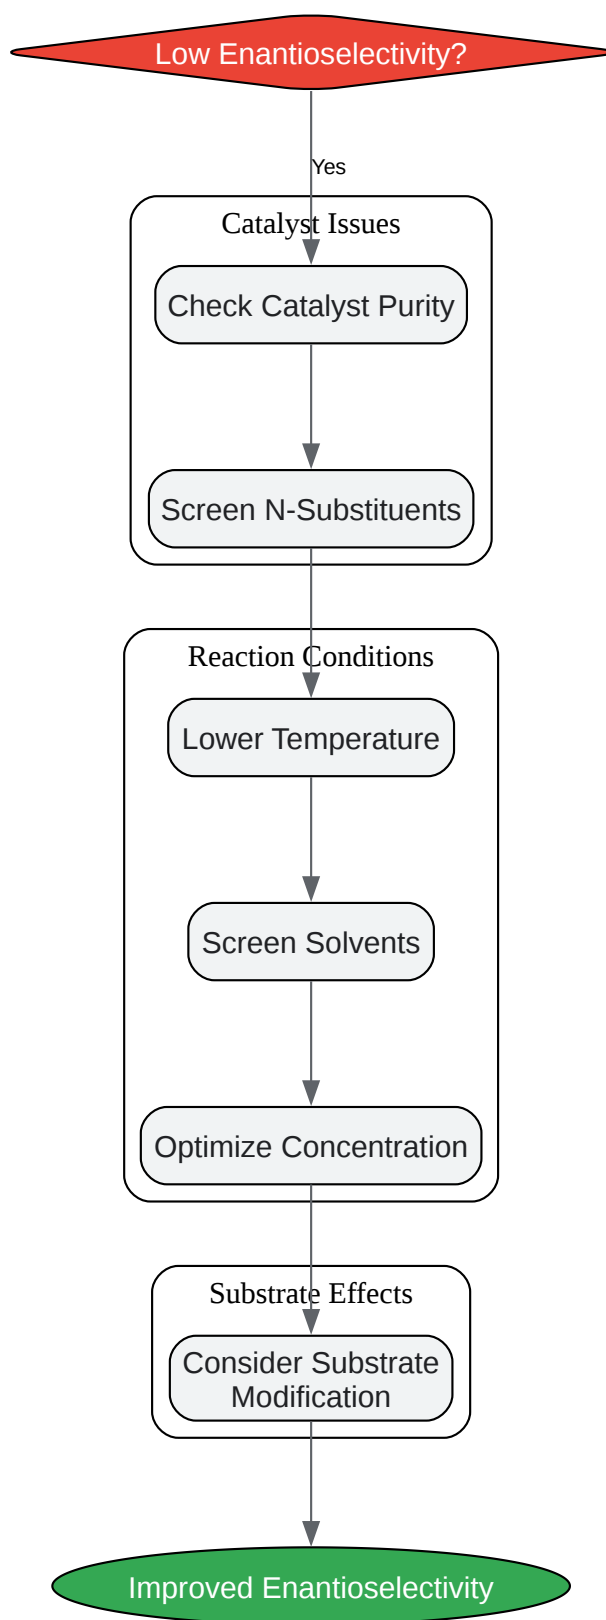 Low Enantioselectivity?
Yes
Catalyst Issues
Check Catalyst Purity
Screen N-Substituents
Reaction Conditions
Lower Temperature
Screen Solvents
Optimize Concentration
Substrate Effects
Consider Substrate
Modification
Improved Enantioselectivity